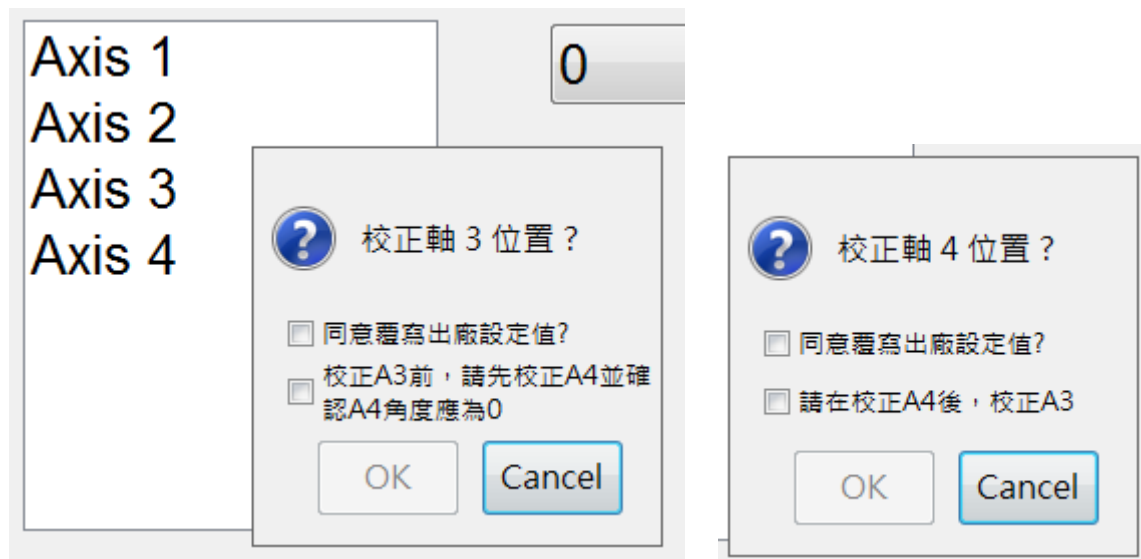 Axis 1
Axis 2
Axis 3
Axis 4
0
校正軸 3 位置？
同意覆寫出廠設定值?
校正A3前，請先校正A4並確
認A4角度應為0
OK
Cancel
校正軸 4 位置？
同意覆寫出廠設定值?
請在校正A4後，校正A3
OK
Cancel